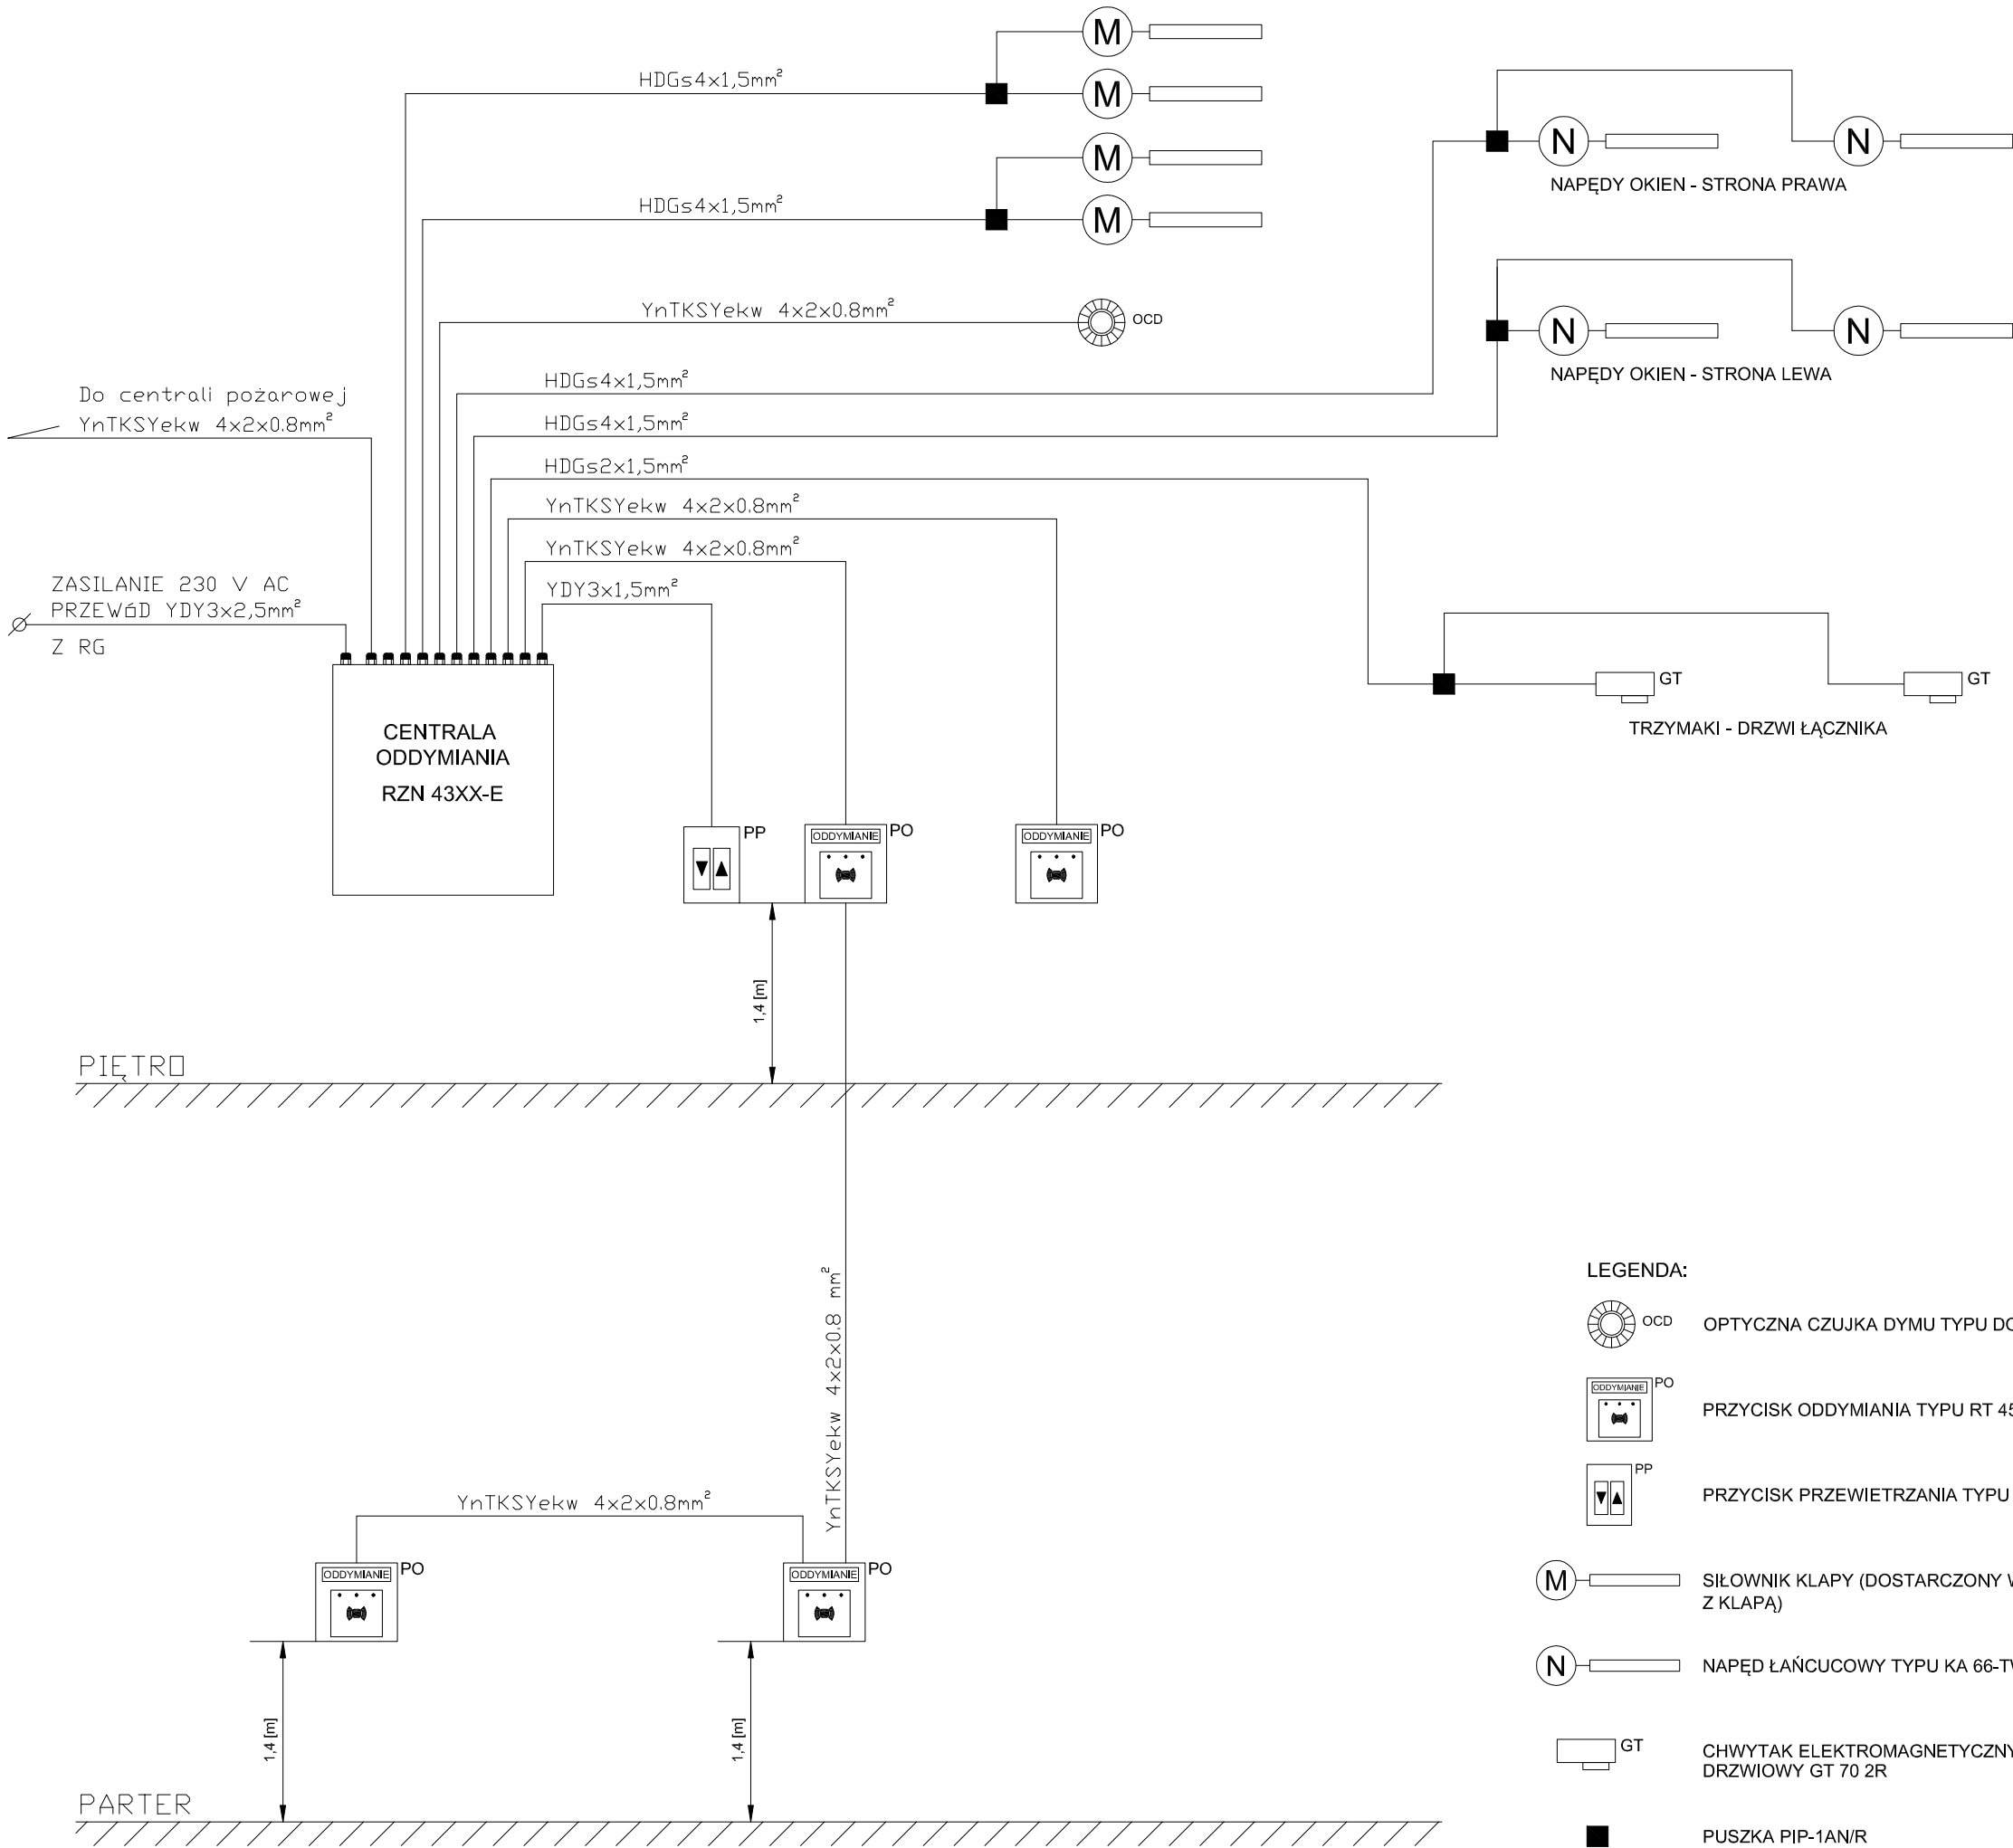 M
HDGs4x1,5mm²
M
M
HDGs4x1,5mm²
M
N
N
NAPĘDY OKIEN - STRONA PRAWA
YnTKSYekw 4x2x0.8mm²
OCD
N
N
NAPĘDY OKIEN - STRONA LEWA
Do centrali pożarowej
YnTKSYekw 4x2x0.8mm²
HDGs4x1,5mm²
HDGs4x1,5mm²
HDGs2x1,5mm²
YnTKSYekw 4x2x0.8mm²
YnTKSYekw 4x2x0.8mm²
YDY3x1,5mm²
ZASILANIE 230 V AC
PRZEWóD YDY3x2,5mm²
Z RG
GT
GT
TRZYMAKI - DRZWI ŁĄCZNIKA
CENTRALA
ODDYMIANIA
RZN 43XX-E
PP
ODDYMIANIE
PO
ODDYMIANIE
PO
1,4 [m]
PIĘTRO
YnTKSYekw 4x2x0.8 mm²
YnTKSYekw 4x2x0.8mm²
ODDYMIANIE
PO
ODDYMIANIE
PO
1,4 [m]
1,4 [m]
PARTER
LEGENDA:
OCD
OPTYCZNA CZUJKA DYMU TYPU
ODDYMIANIE
PO
PRZYCISK ODDYMIANIA TYPU RT
PP
PRZYCISK PRZEWIETRZANIA TYPU
M
SIŁOWNIK KLAPY (DOSTARCZONY
Z KLAPĄ)
N
NAPĘD ŁAŃCUCOWY TYPU KA
GT
CHWYTAK ELEKTROMAGNETYCZNY
DRZWIOWY GT 70 2R
PUSZKA PIP-1AN/R